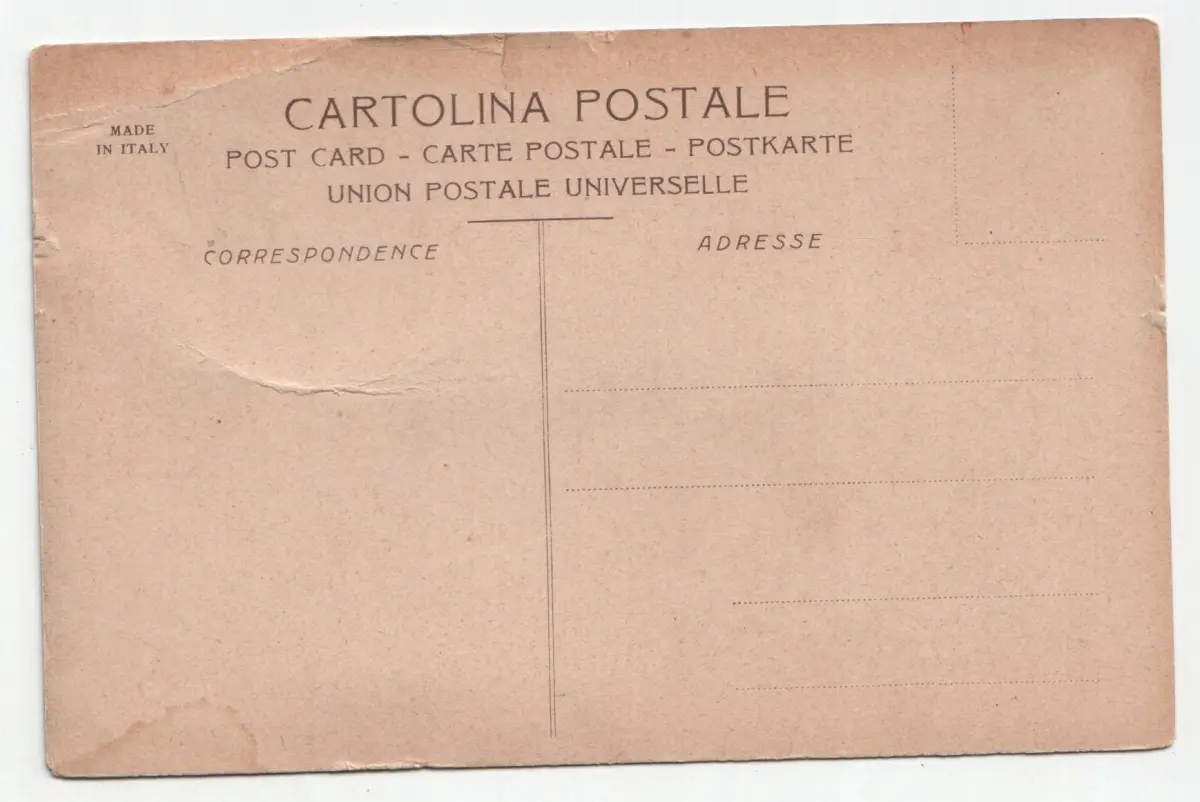 CARTOLINA POSTALE
MADE
IN ITALY
POST CARD - CARTE POSTALE - POSTKARTE
UNION POSTALE UNIVERSELLE
CORRESPONDENCE
ADRESSE